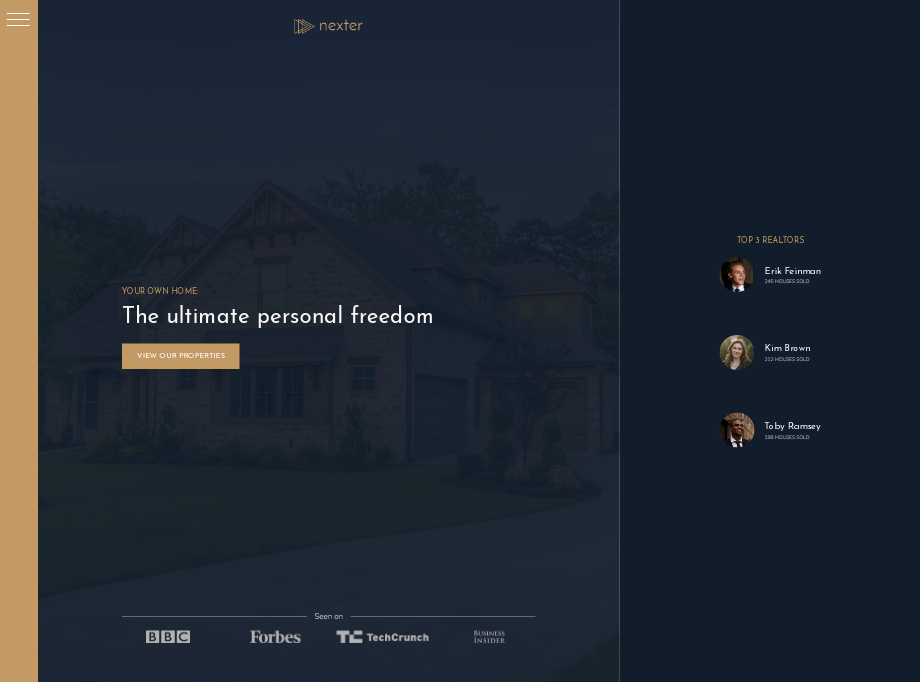 nexter
YOUR OWN HOME:
The ultimate personal freedom
VIEW OUR PROPERTIES
Seen on
BBC
Forbes
TC TechCrunch
BUSINESS
INSIDER
TOP 3 REALTORS
Erik Feinman
245 HOUSES SOLD
Kim Brown
212 HOUSES SOLD
Toby Ramsey
198 HOUSES SOLD